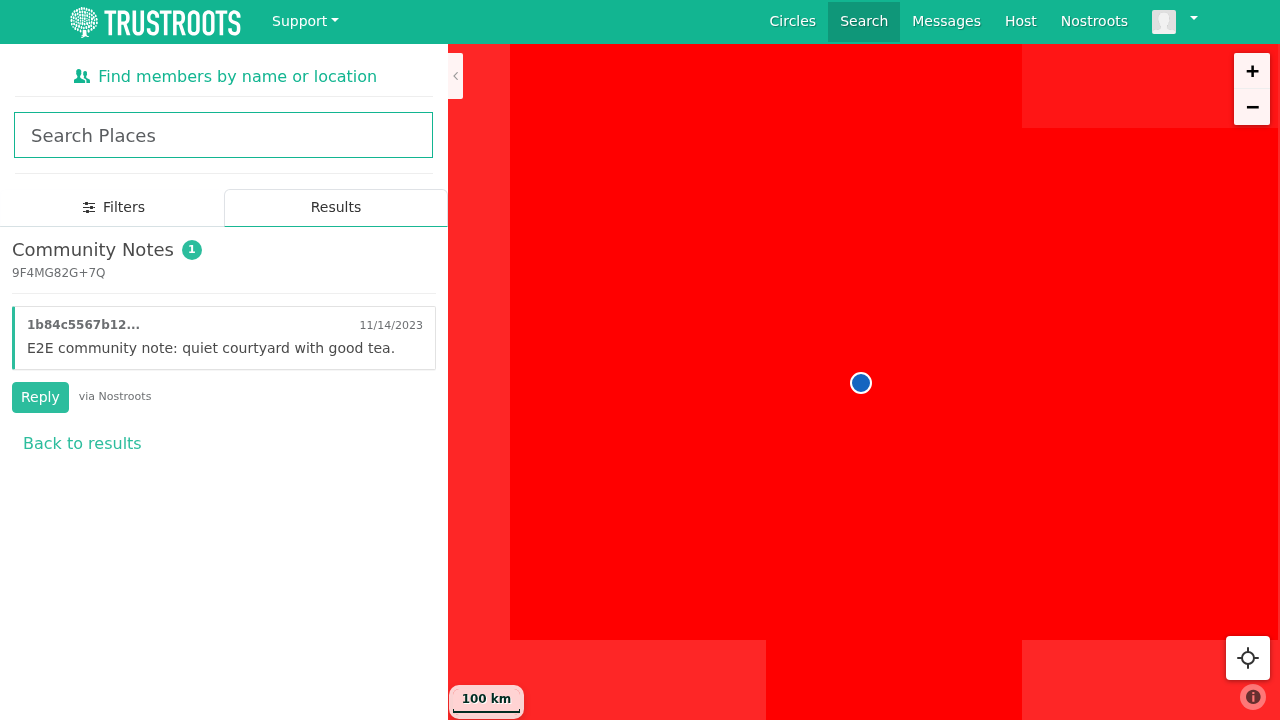 TRUSTROOTS
Support
Circles
Search
Messages
Host
Nostroots
Find members by name or location
Search Places
Filters
Results
Community Notes 1
9F4MG82G+7Q
1b84c5567b12...
11/14/2023
E2E community note: quiet courtyard with good tea.
Reply
via Nostroots
Back to results
+
−
100 km